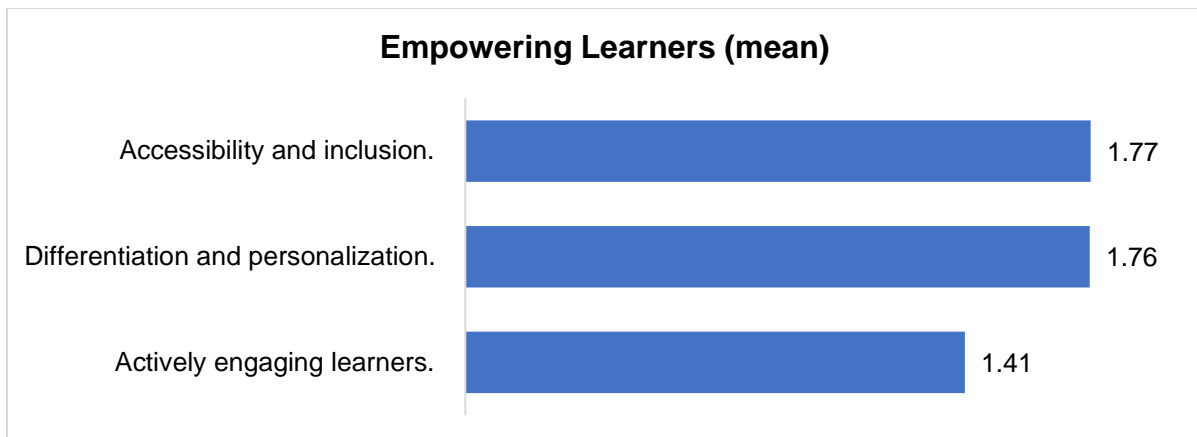 Empowering Learners (mean)
Accessibility and inclusion.
1.77
Differentiation and personalization.
1.76
Actively engaging learners.
1.41